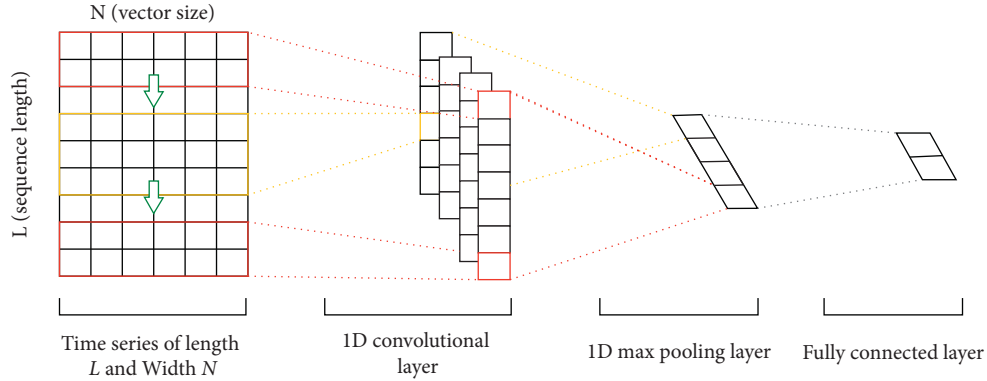 N (vector size)
L (sequence length)
Time series of length
L and Width N
1D convolutional
layer
1D max pooling layer
Fully connected layer